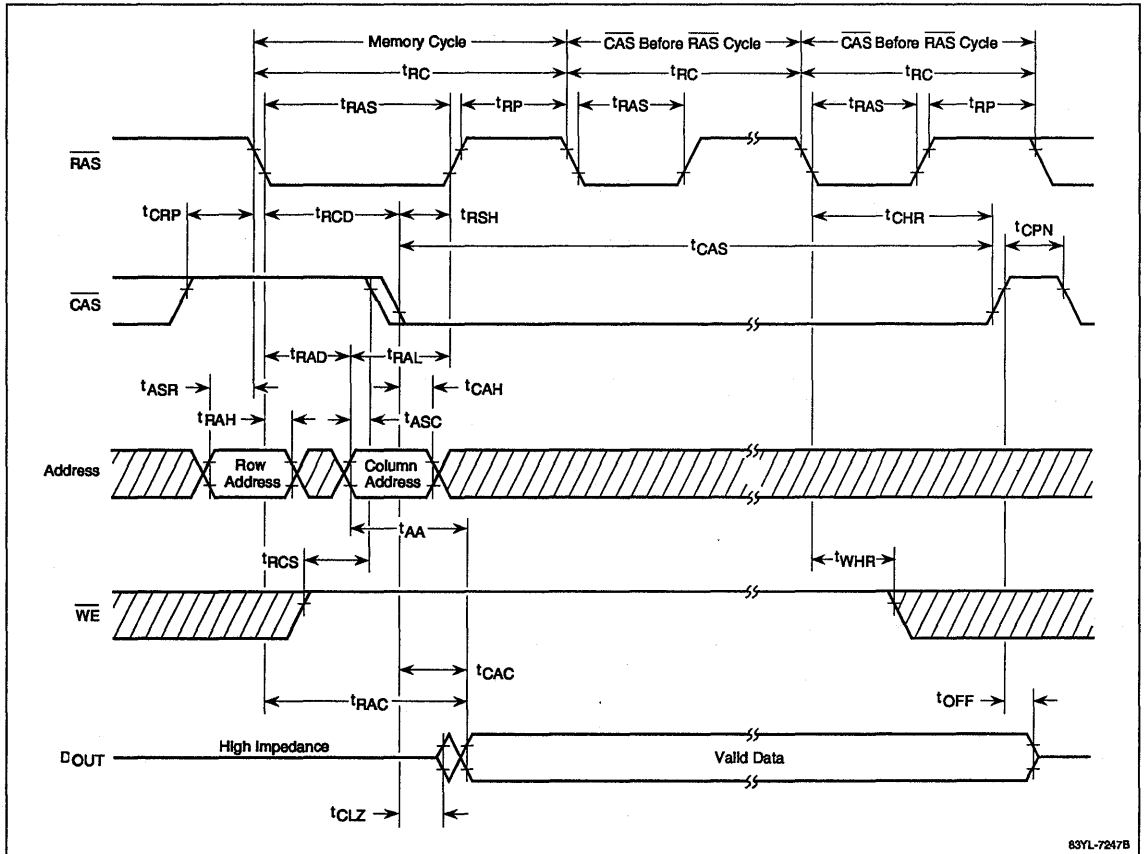 Memory Cycle
CAS Before RAS Cycle
CAS Before RAS Cycle
tRC
tRC
tRC
tRAS
tRP
tRAS
tRAS
tRP
RAS
tCRP
tRCD
tRSH
tCHR
tCPN
tCAS
CAS
tRAD
tRAL
tASR
tCAH
tRAH
tASC
Address
Row
Address
Column
Address
tAA
tRCS
tWHR
WE
tCAC
tRAC
tOFF
High Impedance
DOUT
Valid Data
tCLZ
83YL-7247B